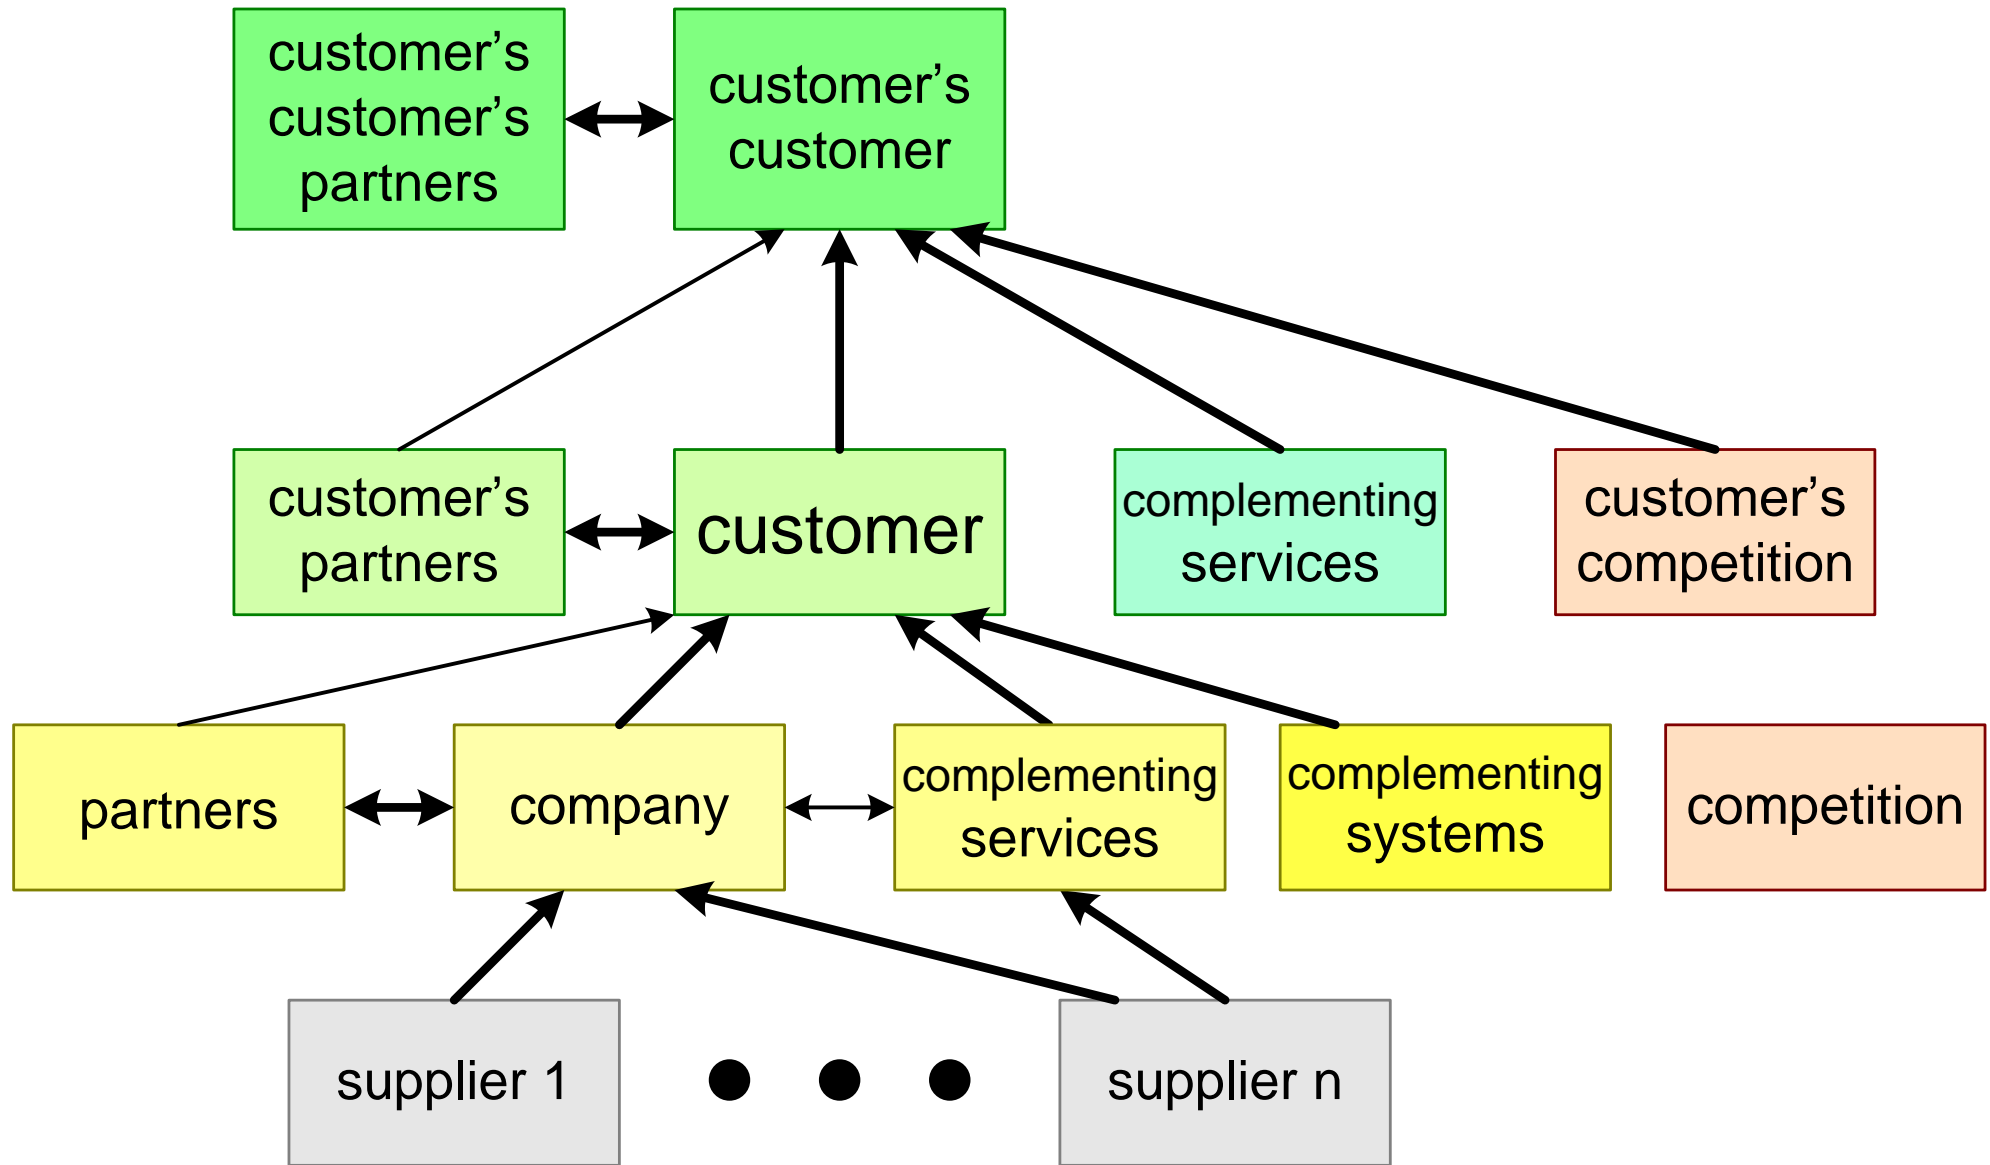 customer’s
customer’s
partners
customer’s
customer
customer’s
partners
customer
complementing
services
customer’s
competition
partners
company
complementing
services
complementing
systems
competition
supplier 1
supplier n